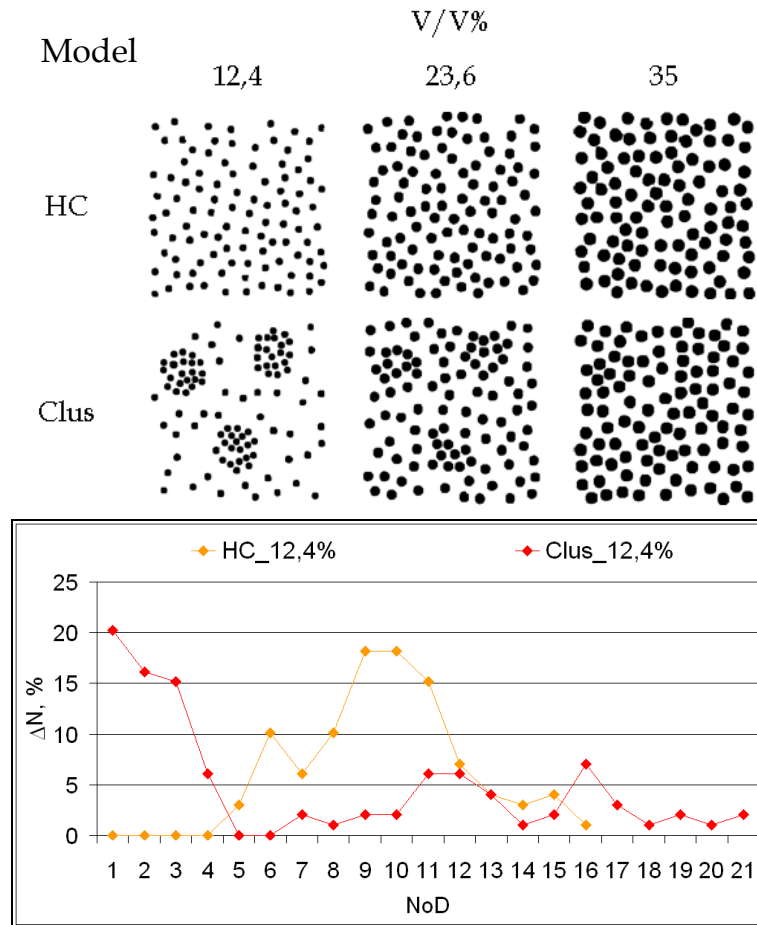 V/V%
Model
12,4 23,6 35
HC
Clus
HC_12,4% Clus_12,4%
25
20
15
10
5
0
ΔN, %
1 2 3 4 5 6 7 8 9 10 11 12 13 14 15 16 17 18 19 20 21
NoD